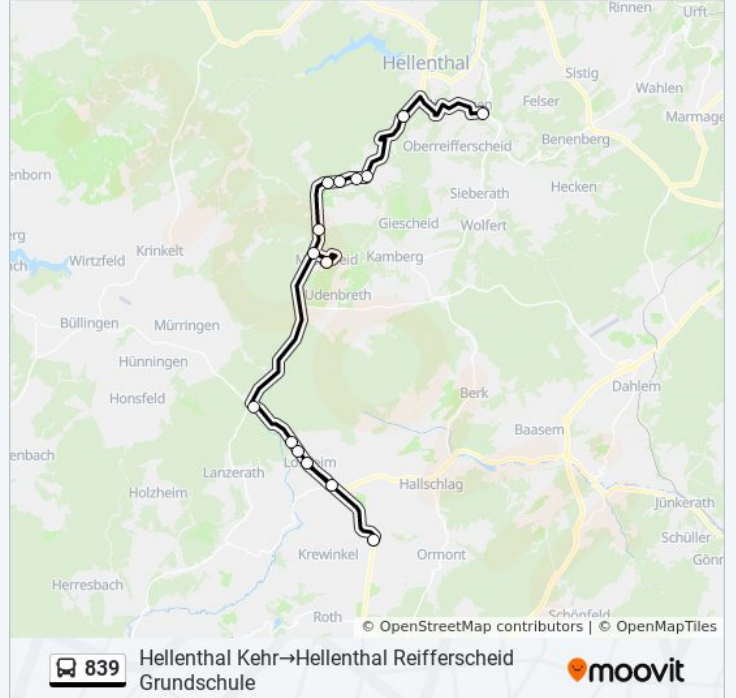 Rinnen
Urft
Hellenthal
Sistig
Wahlen
Felser
Marmage
Benenberg
Oberreifferscheid
enborn
Hecken
Sieberath
Giescheid
Wolfert
rg
Krinkelt
ch
Wirtzfeld
Kamberg
Udenbreth
Büllingen
Mürringen
Hünningen
Dahlem
Berk
Honsfeld
Baasem
enbach
Lanzerath
Hallschlag
Holzheim
Jünkerath
Schüller
Krewinkel
Ormont
Gönn
Herresbach
Roth
Schönfeld
© OpenStreetMap contributors | © OpenMapTiles
839
Hellenthal Kehr→Hellenthal Reifferscheid
Grundschule
moovit